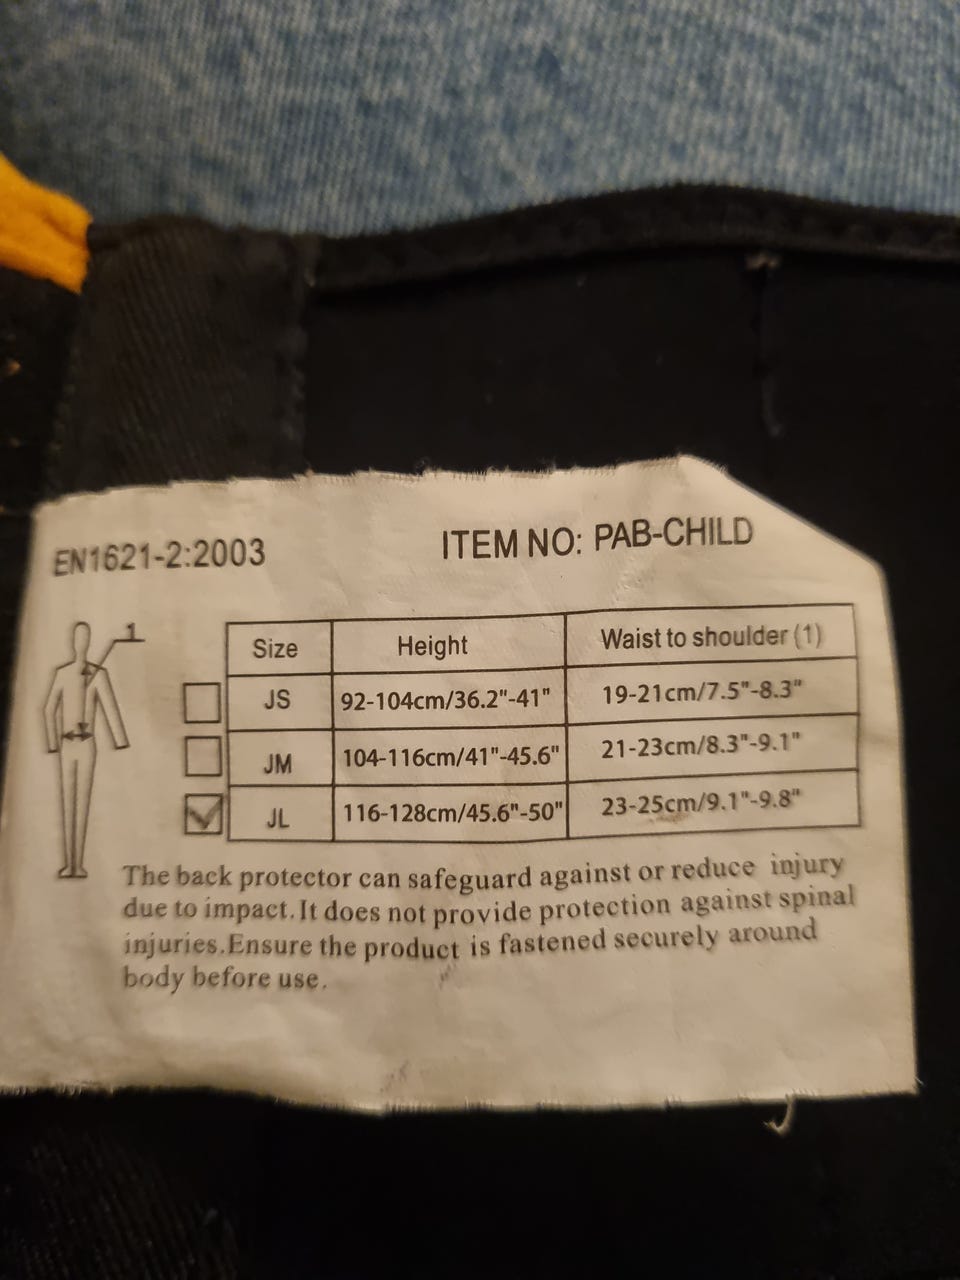 EN1621-2:2003
ITEM NO: PAB-CHILD
1
Size Height Waist to shoulder (1)
JS 92-104cm/36.2"-41" 19-21cm/7.5"-8.3"
JM 104-116cm/41"-45.6" 21-23cm/8.3"-9.1"
JL 116-128cm/45.6"-50" 23-25cm/9.1"-9.8"
The back protector can safeguard against or reduce injury
due to impact.It does not provide protection against spinal
injuries.Ensure the product is fastened securely around
body before use.